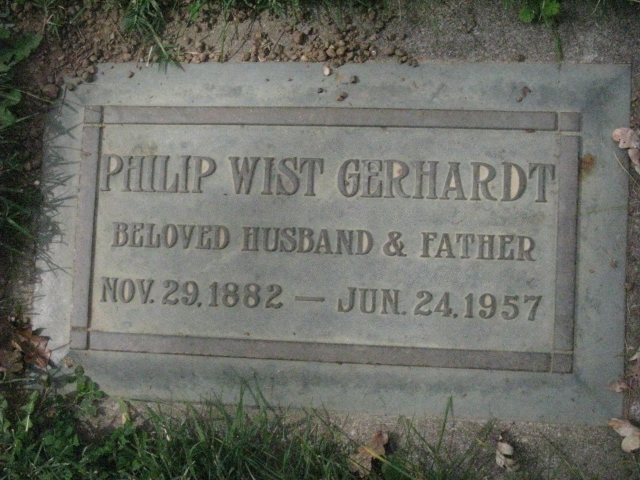 PHILIP WIST GERHARDT
BELOVED HUSBAND & FATHER
NOV. 29, 1882 — JUN. 24, 1957